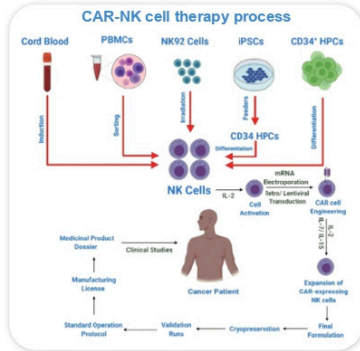 CAR-NK cell therapy process
Cord Blood
PBMCs
NK92 Cells
iPSCs
CD34⁺ HPCs
Induction
Sorting
Irradiation
Feeders
CD34 HPCs
Differentiation
Differentiation
NK Cells
IL-2
Cell
Activation
mRNA
Electroporation
Retro/ Lentiviral
Transduction
CAR cell
Engineering
IL-2
IL-7/ IL-15
Expansion of
CAR-expressing
NK cells
Final
Formulation
Cryopreservation
Validation
Runs
Standard Operation
Protocol
Manufacturing
License
Medicinal Product
Dossier
Clinical Studies
Cancer Patient